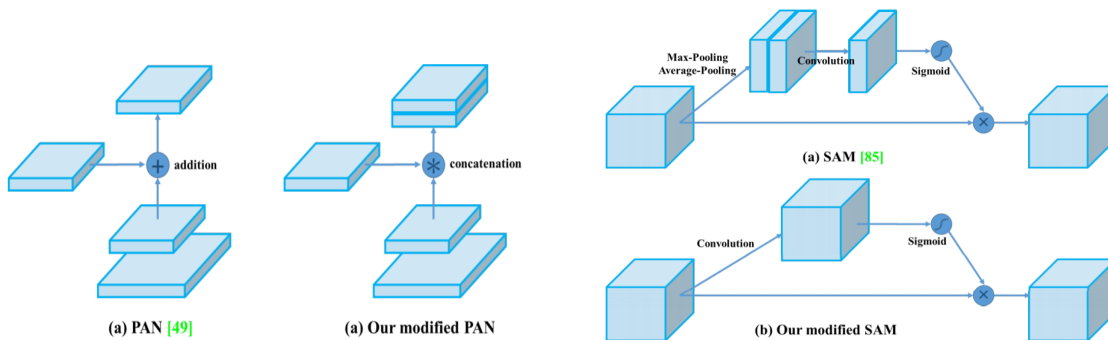 addition
(a) PAN [49]
concatenation
(a) Our modified PAN
Max-Pooling
Average-Pooling
Convolution
Sigmoid
(a) SAM [85]
Convolution
Sigmoid
(b) Our modified SAM